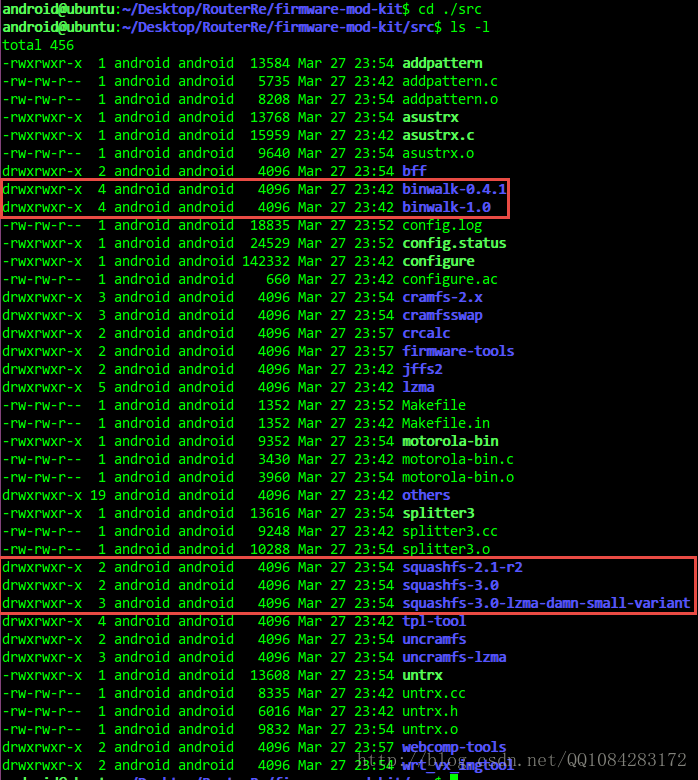 android@ubuntu:~/Desktop/RouterRe/firmware-mod-kit$ cd ./src
android@ubuntu:~/Desktop/RouterRe/firmware-mod-kit/src$ ls -l
total 456
-rwxrwxr-x 1 android android 13584 Mar 27 23:54 addpattern
-rw-rw-r-- 1 android android 5735 Mar 27 23:42 addpattern.c
-rw-rw-r-- 1 android android 8208 Mar 27 23:54 addpattern.o
-rwxrwxr-x 1 android android 13768 Mar 27 23:54 asustrx
-rwxrwxr-x 1 android android 15959 Mar 27 23:42 asustrx.c
-rw-rw-r-- 1 android android 9640 Mar 27 23:54 asustrx.o
drwxrwxr-x 2 android android 4096 Mar 27 23:54 bff
drwxrwxr-x 4 android android 4096 Mar 27 23:42 binwalk-0.4.1
drwxrwxr-x 4 android android 4096 Mar 27 23:42 binwalk-1.0
-rw-rw-r-- 1 android android 18835 Mar 27 23:52 config.log
-rwxrwxr-x 1 android android 24529 Mar 27 23:52 config.status
-rwxrwxr-x 1 android android 142332 Mar 27 23:42 configure
-rw-rw-r-- 1 android android 660 Mar 27 23:42 configure.ac
drwxrwxr-x 3 android android 4096 Mar 27 23:54 cramfs-2.x
drwxrwxr-x 3 android android 4096 Mar 27 23:54 cramfsswap
drwxrwxr-x 2 android android 4096 Mar 27 23:57 crcalc
drwxrwxr-x 2 android android 4096 Mar 27 23:57 firmware-tools
drwxrwxr-x 2 android android 4096 Mar 27 23:42 jffs2
drwxrwxr-x 5 android android 4096 Mar 27 23:42 lzma
-rw-rw-r-- 1 android android 1352 Mar 27 23:52 Makefile
-rw-rw-r-- 1 android android 1352 Mar 27 23:42 Makefile.in
-rwxrwxr-x 1 android android 9352 Mar 27 23:54 motorola-bin
-rw-rw-r-- 1 android android 3430 Mar 27 23:42 motorola-bin.c
-rw-rw-r-- 1 android android 3960 Mar 27 23:54 motorola-bin.o
drwxrwxr-x 19 android android 4096 Mar 27 23:42 others
-rwxrwxr-x 1 android android 13616 Mar 27 23:54 splitter3
-rw-rw-r-- 1 android android 9248 Mar 27 23:42 splitter3.cc
-rw-rw-r-- 1 android android 10288 Mar 27 23:54 splitter3.o
drwxrwxr-x 2 android android 4096 Mar 27 23:54 squashfs-2.1-r2
drwxrwxr-x 2 android android 4096 Mar 27 23:54 squashfs-3.0
drwxrwxr-x 3 android android 4096 Mar 27 23:54 squashfs-3.0-lzma-damn-small-variant
drwxrwxr-x 4 android android 4096 Mar 27 23:42 tpl-tool
drwxrwxr-x 2 android android 4096 Mar 27 23:54 uncramfs
drwxrwxr-x 3 android android 4096 Mar 27 23:54 uncramfs-lzma
-rwxrwxr-x 1 android android 13608 Mar 27 23:54 untrx
-rw-rw-r-- 1 android android 8335 Mar 27 23:42 untrx.cc
-rw-rw-r-- 1 android android 6016 Mar 27 23:42 untrx.h
-rw-rw-r-- 1 android android 9832 Mar 27 23:54 untrx.o
drwxrwxr-x 2 android android 4096 Mar 27 23:57 webcomp-tools
drwxrwxr-x 2 android android 4096 Mar 27 23:54 wrt_vx_imgtool
http://blog.csdn.net/QQ1084283172